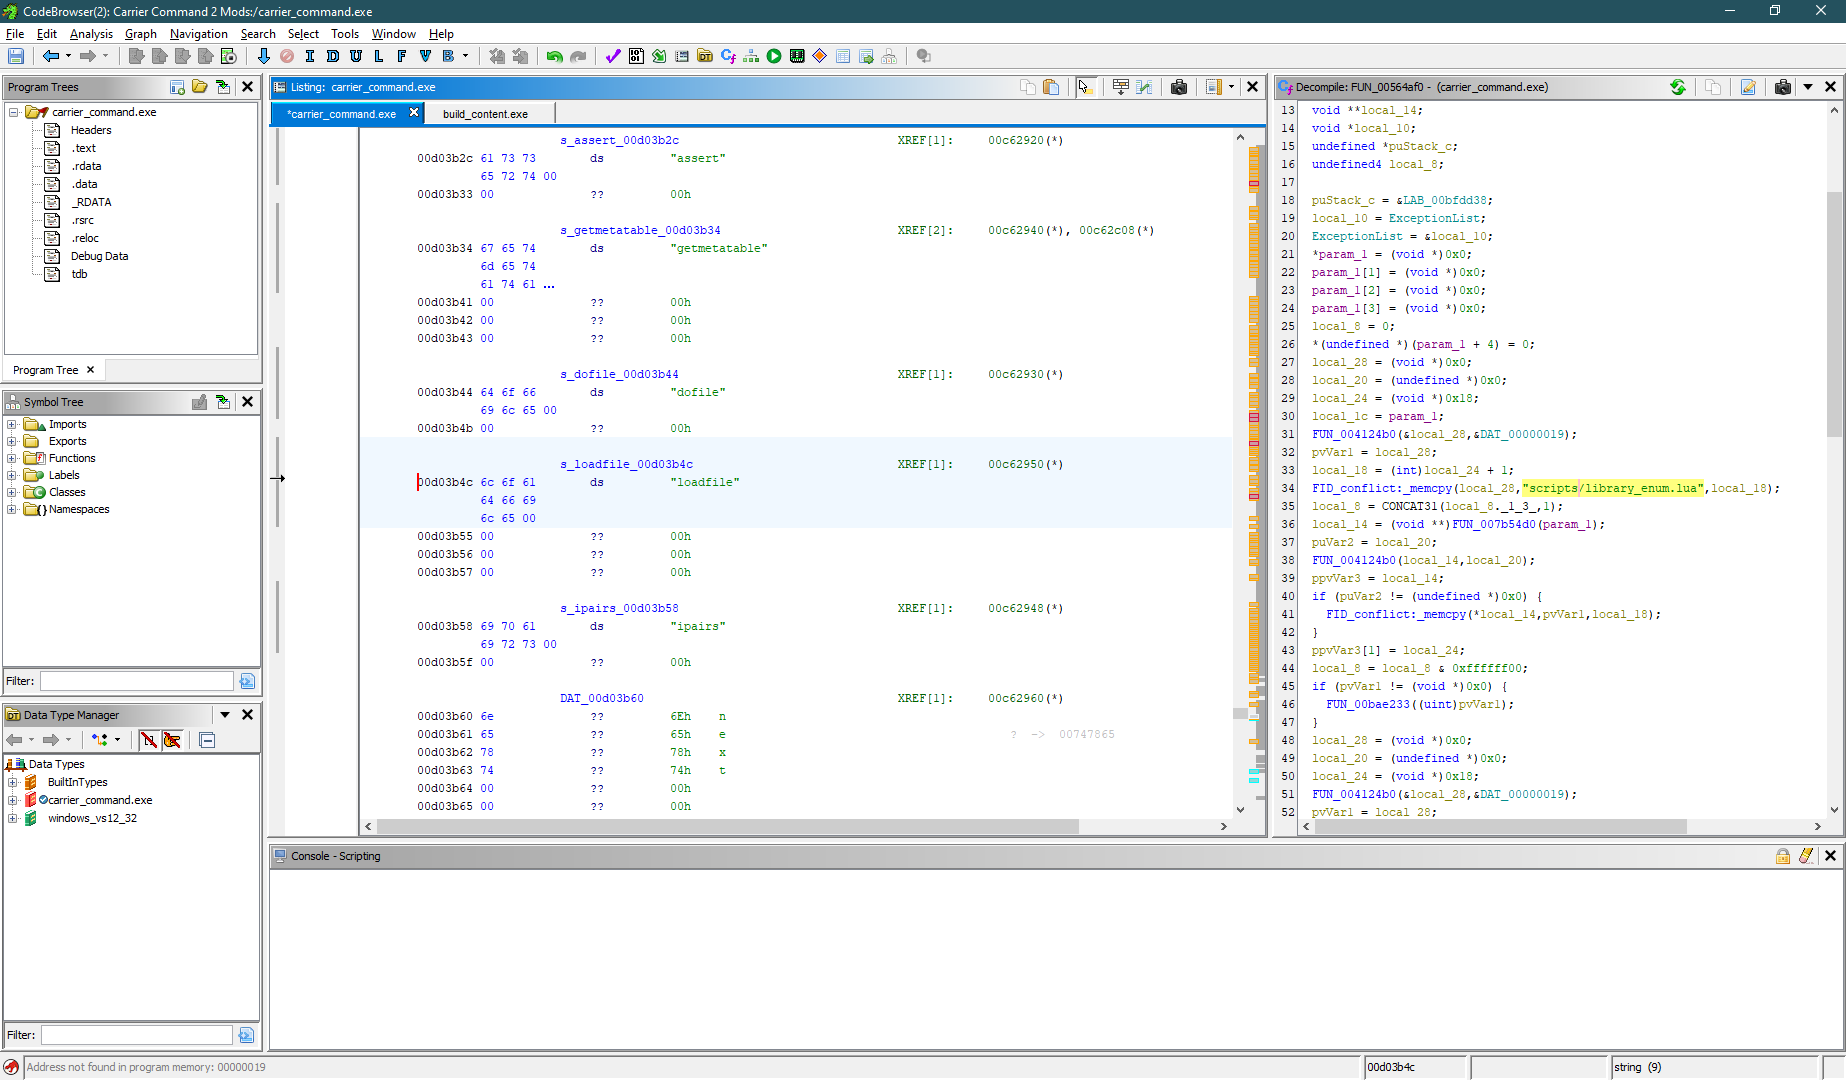 CodeBrowser(2): Carrier Command 2 Mods:/carrier_command.exe
File Edit Analysis Graph Navigation Search Select Tools Window Help
I D U L F V B
Program Trees
carrier_command.exe
Headers
.text
.rdata
.data
_RDATA
.rsrc
.reloc
Debug Data
tdb
Program Tree
Symbol Tree
Imports
Exports
Functions
Labels
Classes
Namespaces
Filter:
Data Type Manager
Data Types
BuiltInTypes
carrier_command.exe
windows_vs12_32
Filter:
Listing: carrier_command.exe
*carrier_command.exe
build_content.exe
s_assert_00d03b2c XREF[1]: 00c62920(*)
00d03b2c 61 73 73 ds "assert"
65 72 74 00
00d03b33 00 ?? 00h
s_getmetatable_00d03b34 XREF[2]: 00c62940(*), 00c62c08(*)
00d03b34 67 65 74 ds "getmetatable"
6d 65 74
61 74 61 ...
00d03b41 00 ?? 00h
00d03b42 00 ?? 00h
00d03b43 00 ?? 00h
s_dofile_00d03b44 XREF[1]: 00c62930(*)
00d03b44 64 6f 66 ds "dofile"
69 6c 65 00
00d03b4b 00 ?? 00h
s_loadfile_00d03b4c XREF[1]: 00c62950(*)
00d03b4c 6c 6f 61 ds "loadfile"
64 66 69
6c 65 00
00d03b55 00 ?? 00h
00d03b56 00 ?? 00h
00d03b57 00 ?? 00h
s_ipairs_00d03b58 XREF[1]: 00c62948(*)
00d03b58 69 70 61 ds "ipairs"
69 72 73 00
00d03b5f 00 ?? 00h
DAT_00d03b60 XREF[1]: 00c62960(*)
00d03b60 6e ?? 6Eh n
00d03b61 65 ?? 65h e ? -> 00747865
00d03b62 78 ?? 78h x
00d03b63 74 ?? 74h t
00d03b64 00 ?? 00h
00d03b65 00 ?? 00h
Decompile: FUN_00564af0 - (carrier_command.exe)
13 void **local_14;
14 void *local_10;
15 undefined *puStack_c;
16 undefined4 local_8;
17
18 puStack_c = &LAB_00bfdd38;
19 local_10 = ExceptionList;
20 ExceptionList = &local_10;
21 *param_1 = (void *)0x0;
22 param_1[1] = (void *)0x0;
23 param_1[2] = (void *)0x0;
24 param_1[3] = (void *)0x0;
25 local_8 = 0;
26 *(undefined *)(param_1 + 4) = 0;
27 local_28 = (void *)0x0;
28 local_20 = (undefined *)0x0;
29 local_24 = (void *)0x18;
30 local_1c = param_1;
31 FUN_004124b0(&local_28,&DAT_00000019);
32 pvVar1 = local_28;
33 local_18 = (int)local_24 + 1;
34 FID_conflict:_memcpy(local_28,"scripts/library_enum.lua",local_18);
35 local_8 = CONCAT31(local_8._1_3_,1);
36 local_14 = (void **)FUN_007b54d0(param_1);
37 puVar2 = local_20;
38 FUN_004124b0(local_14,local_20);
39 ppvVar3 = local_14;
40 if (puVar2 != (undefined *)0x0) {
41 FID_conflict:_memcpy(*local_14,pvVar1,local_18);
42 }
43 ppvVar3[1] = local_24;
44 local_8 = local_8 & 0xffffff00;
45 if (pvVar1 != (void *)0x0) {
46 FUN_00bae233((uint)pvVar1);
47 }
48 local_28 = (void *)0x0;
49 local_20 = (undefined *)0x0;
50 local_24 = (void *)0x18;
51 FUN_004124b0(&local_28,&DAT_00000019);
52 pvVar1 = local_28;
Console - Scripting
Address not found in program memory: 00000019
00d03b4c
string (9)